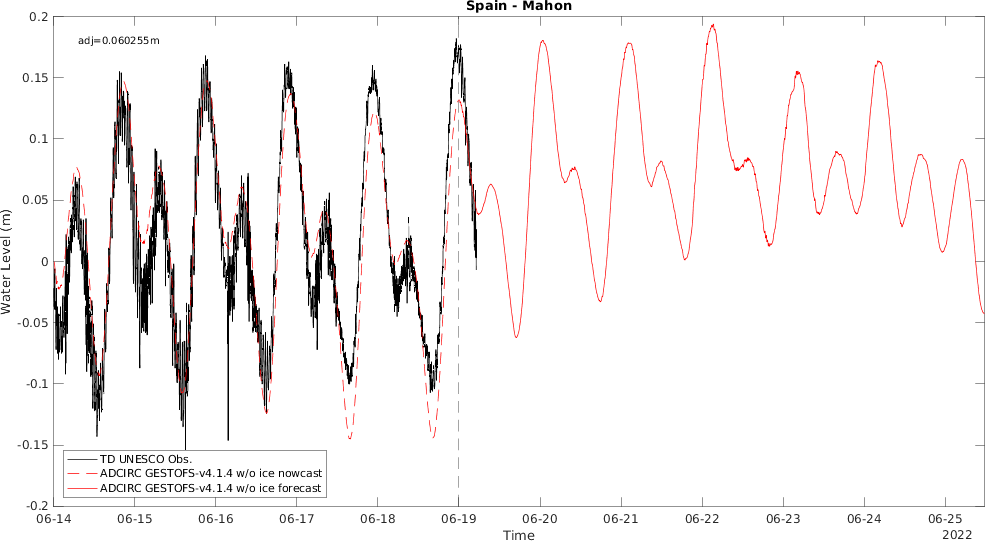 Spain - Mahon
adj=0.060255m
0.2
0.15
0.1
0.05
0
-0.05
-0.1
-0.15
-0.2
Water Level (m)
TD UNESCO Obs.
ADCIRC GESTOFS-v4.1.4 w/o ice nowcast
ADCIRC GESTOFS-v4.1.4 w/o ice forecast
06-14 06-15 06-16 06-17 06-18 06-19 06-20 06-21 06-22 06-23 06-24 06-25
Time
2022